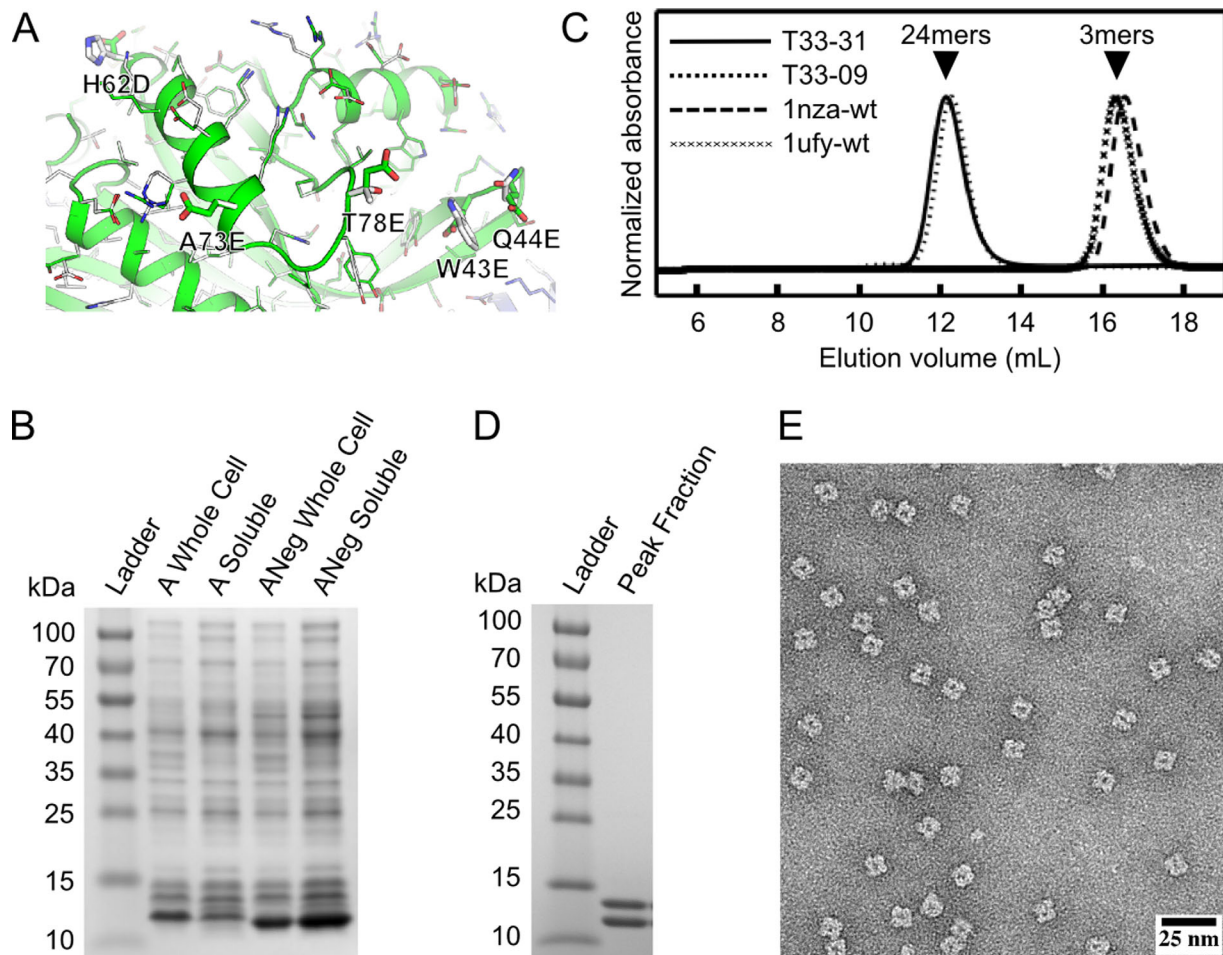 A
H62D
A73E
T78E
Q44E
W43E
C
T33-31
T33-09
1nza-wt
1ufy-wt
24mers
3mers
Normalized absorbance
6 8 10 12 14 16 18
Elution volume (mL)
B
kDa
Ladder
A Whole Cell
A Soluble
ANeg Whole Cell
ANeg Soluble
100
70
55
40
35
25
15
10
D
kDa
Ladder
Peak Fraction
100
70
55
40
35
25
15
10
E
25 nm